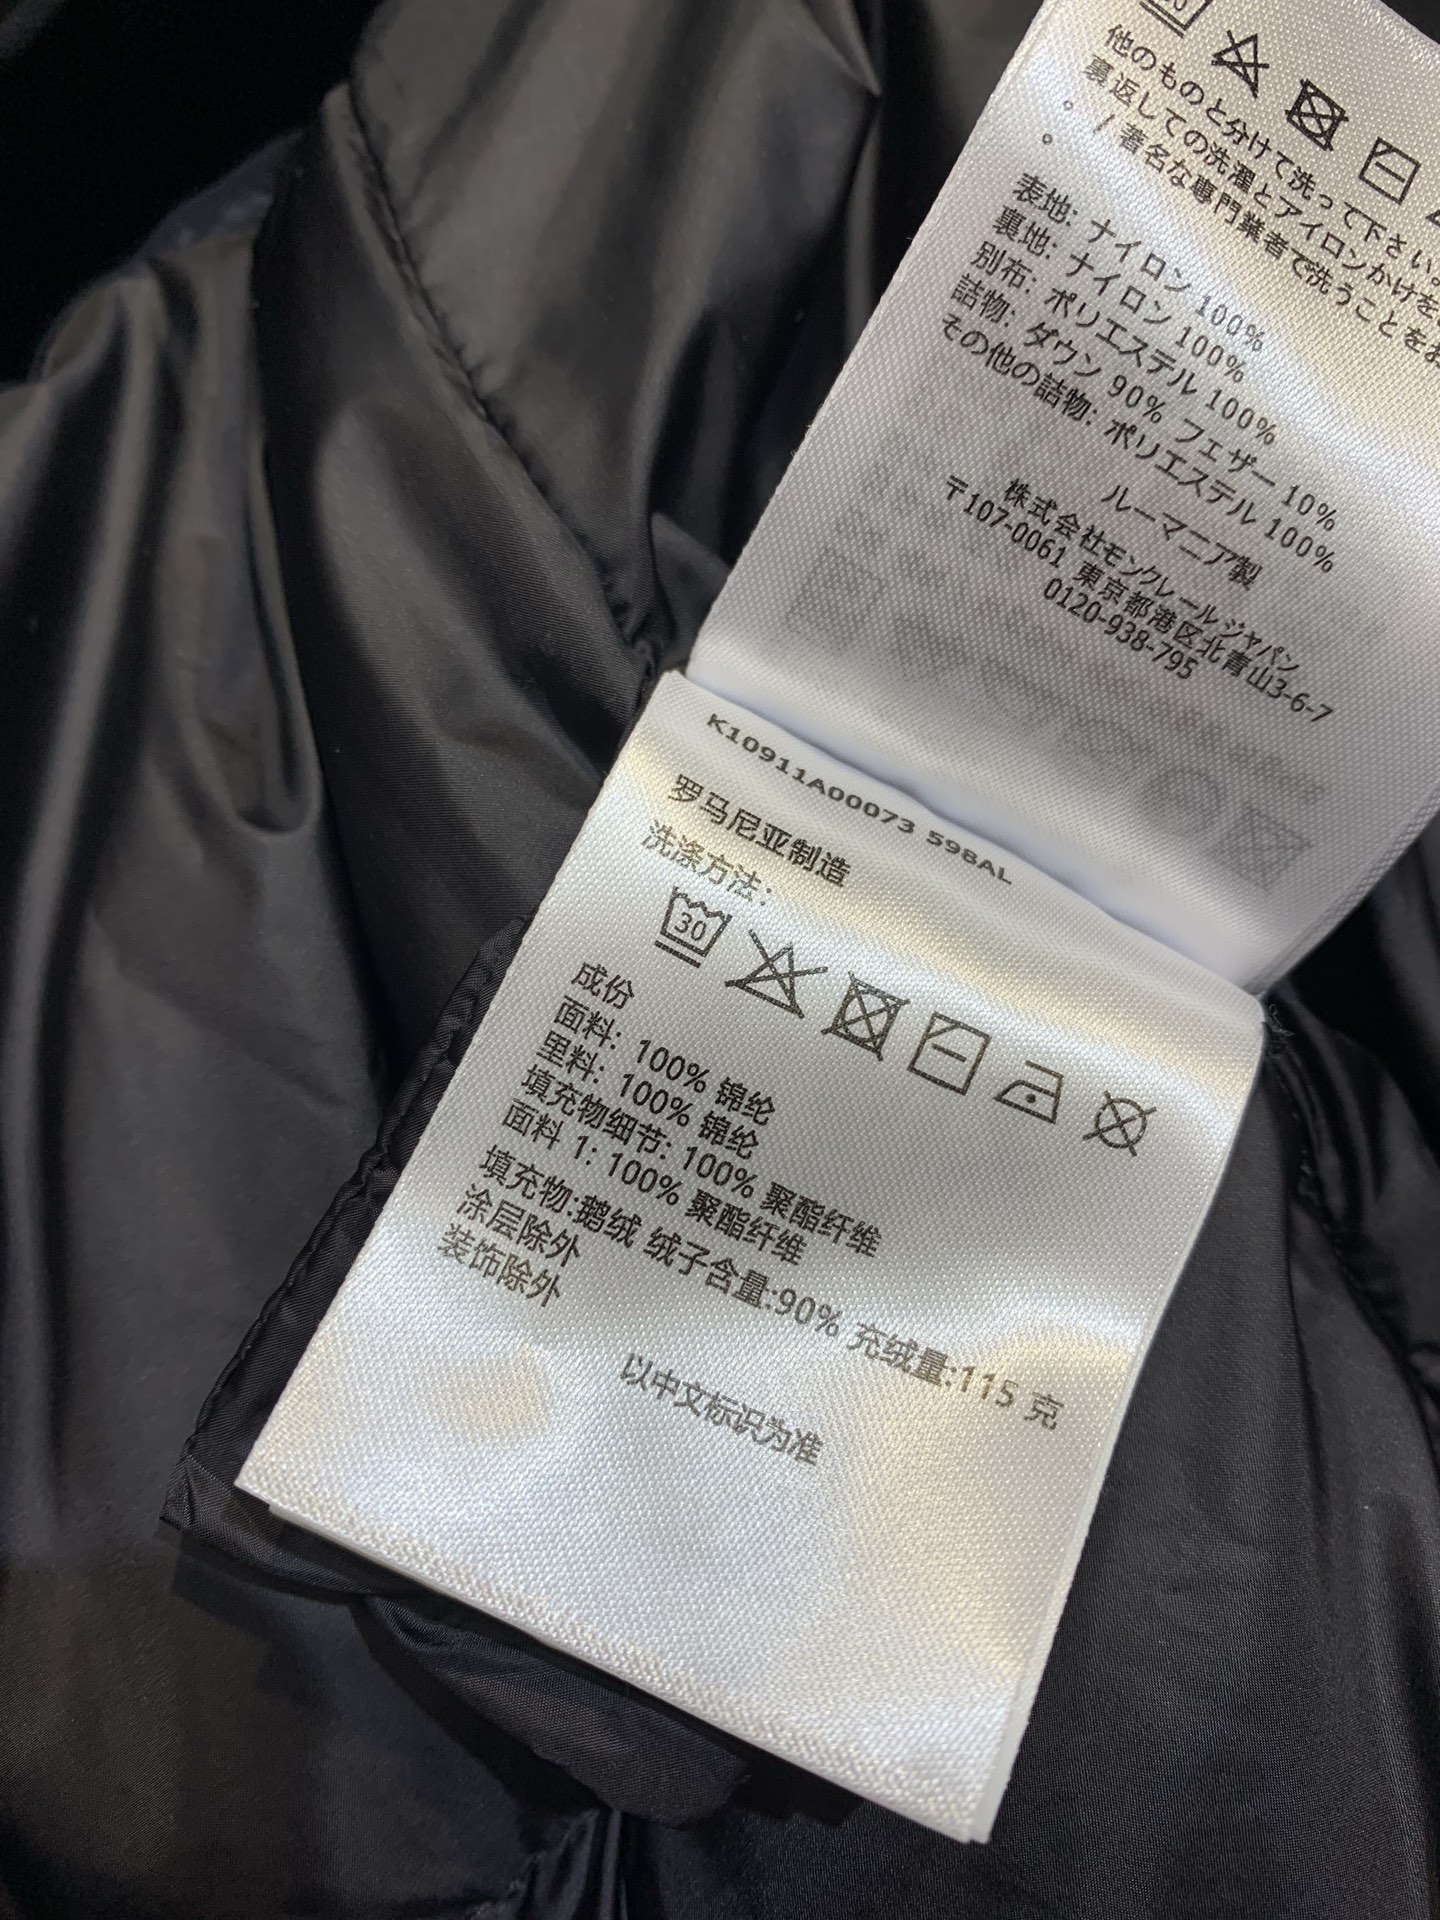 30
他のものと分けて洗って下さい。
裏返しての洗濯とアイロンかけを
。/著名な専門業者で洗うことをお
。
表地: ナイロン 100%
裏地: ナイロン 100%
別布: ポリエステル 100%
詰物: ダウン 90% フェザー 10%
その他の詰物: ポリエステル 100%
ルーマニア製
株式会社モンクレールジャパン
〒107-0061 東京都港区北青山3-6-7
0120-938-795
K10911A00073 598AL
罗马尼亚制造
洗涤方法:
30
成份
面料: 100% 锦纶
里料: 100% 锦纶
填充物细节: 100% 聚酯纤维
面料 1: 100% 聚酯纤维
填充物:鹅绒 绒子含量:90% 充绒量:115 克
涂层除外
装饰除外
以中文标识为准